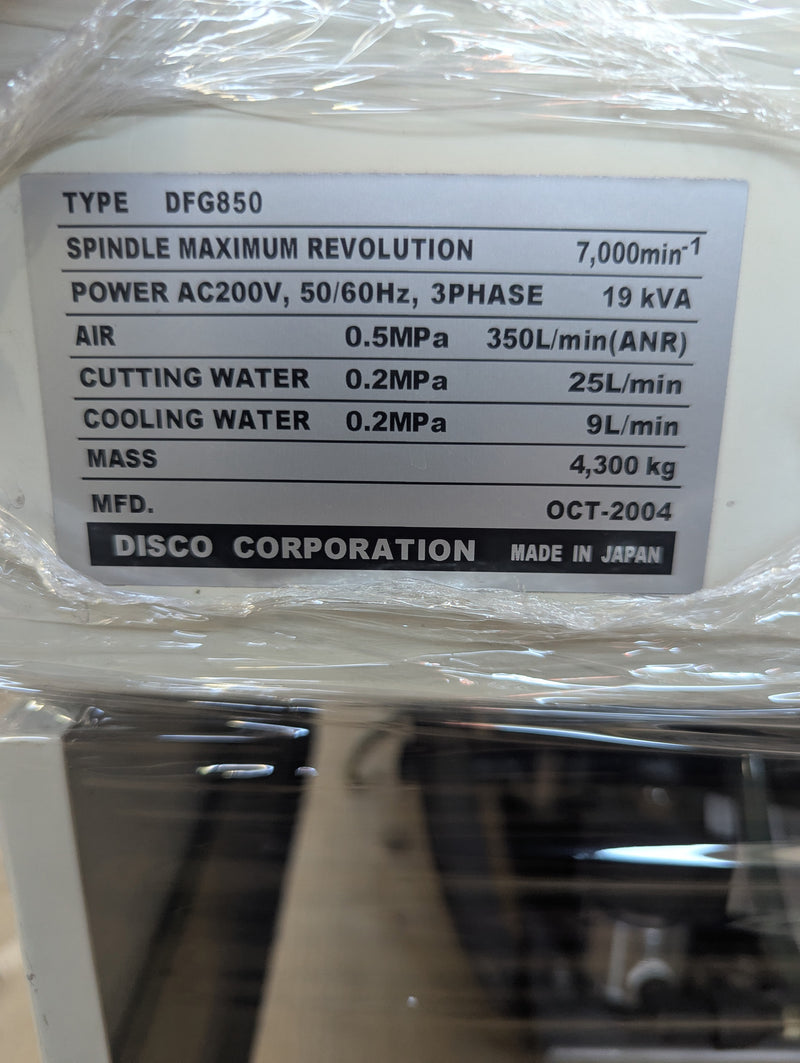 TYPE DFG850
SPINDLE MAXIMUM REVOLUTION 7,000min⁻¹
POWER AC200V, 50/60Hz, 3PHASE 19 kVA
AIR 0.5MPa 350L/min(ANR)
CUTTING WATER 0.2MPa 25L/min
COOLING WATER 0.2MPa 9L/min
MASS 4,300 kg
MFD. OCT-2004
DISCO CORPORATION MADE IN JAPAN